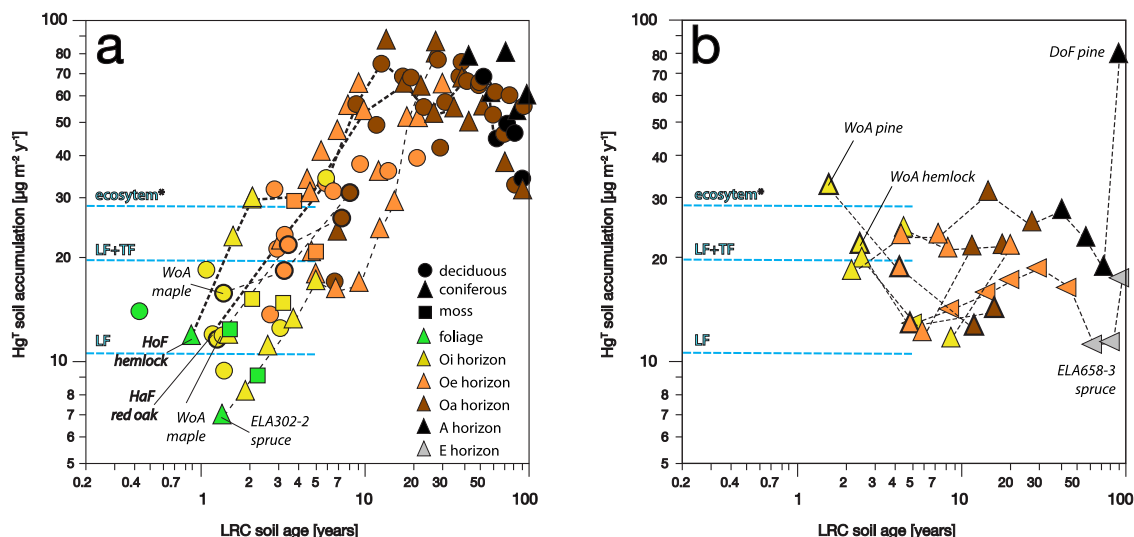 a
Hgᵀ soil accumulation [µg m⁻² y⁻¹]
100
80
70
60
50
40
30
20
10
8
7
6
5
ecosytem*
LF+TF
LF
WoA
maple
HoF
hemlock
HaF
red oak
WoA
maple
ELA302-2
spruce
deciduous
coniferous
moss
foliage
Oi horizon
Oe horizon
Oa horizon
A horizon
E horizon
0.2 0.4 0.7 2 3 4 5 7 20 30 50
1 10 100
LRC soil age [years]
b
Hgᵀ soil accumulation [µg m⁻² y⁻¹]
100
80
70
60
50
40
30
20
10
8
7
6
5
ecosytem*
LF+TF
LF
DoF pine
WoA pine
WoA hemlock
ELA658-3
spruce
0.2 0.4 0.7 2 3 4 5 7 20 30 50
1 10 100
LRC soil age [years]